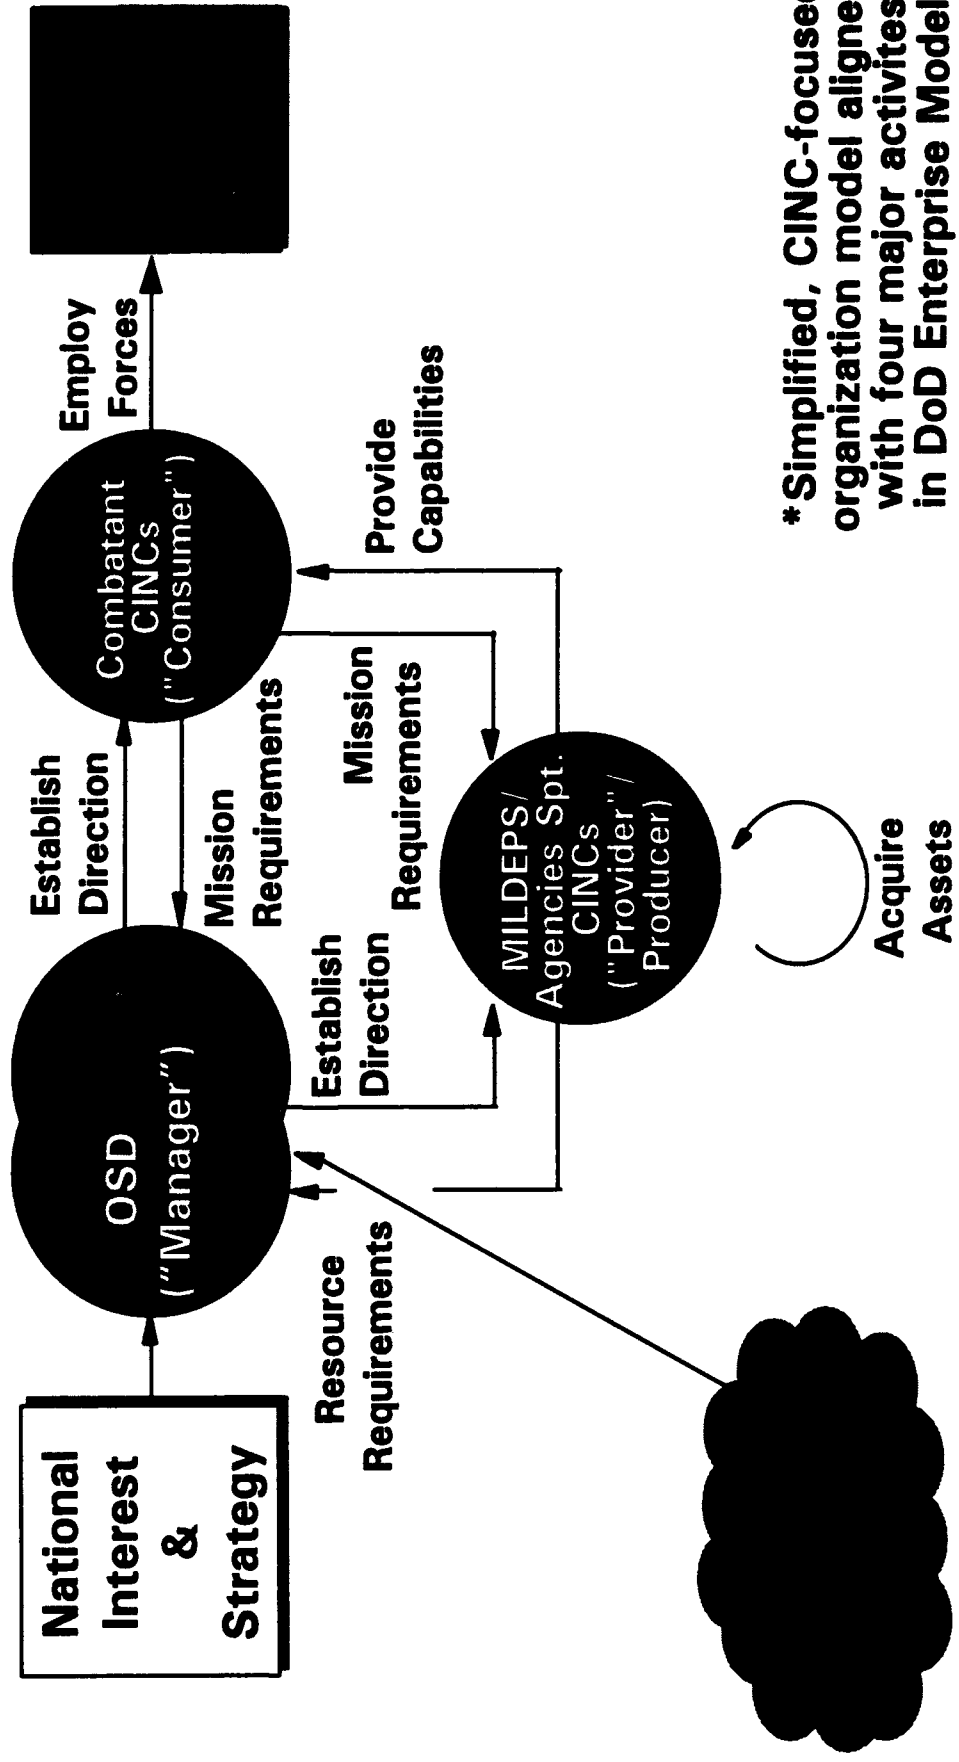 National
Interest
&
Strategy
OSD
("Manager")
Establish
Direction
Mission
Requirements
Combatant
CINCs
("Consumer")
Employ
Forces
Resource
Requirements
Establish
Direction
Mission
Requirements
Provide
Capabilities
MILDEPS/
Agencies Spt.
CINCs
("Provider"/
Producer)
Acquire
Assets
*Simplified, CINC-focused
organization model aligne
with four major activites
in DoD Enterprise Model